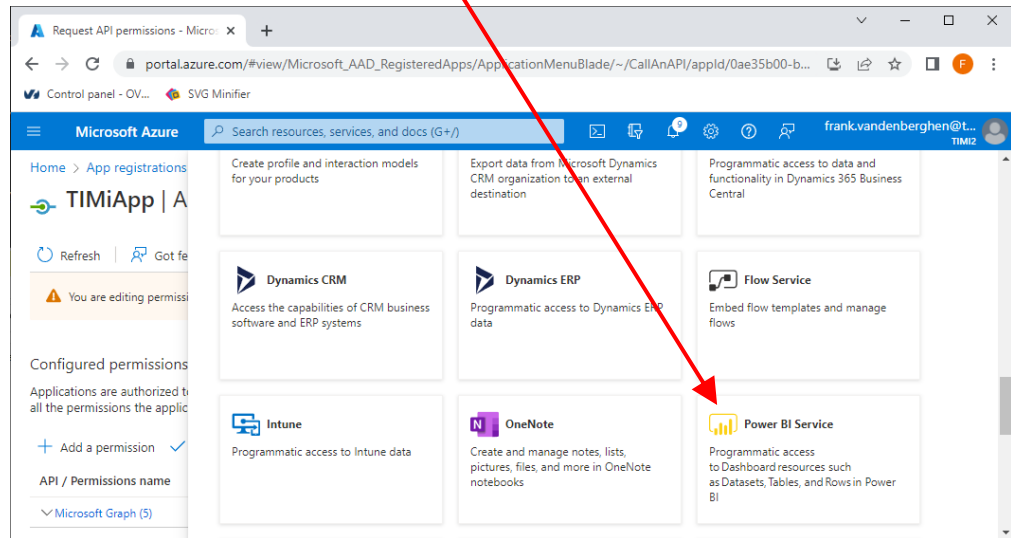 Request API permissions - Micro
portal.azure.com/#view/Microsoft_AAD_RegisteredApps/ApplicationMenuBlade/~/CallAnAPI/appId/0ae35b00-b...
F
Control panel - OV...
SVG Minifier
Microsoft Azure
Search resources, services, and docs (G+/)
9
frank.vandenberghen@t...
TIMI2
Home > App registrations
TIMiApp | A
Refresh
Got fe
You are editing permissi
Configured permissions
Applications are authorized t
all the permissions the applic
Add a permission
API / Permissions name
Microsoft Graph (5)
Create profile and interaction models
for your products
Export data from Microsoft Dynamics
CRM organization to an external
destination
Programmatic access to data and
functionality in Dynamics 365 Business
Central
Dynamics CRM
Access the capabilities of CRM business
software and ERP systems
Dynamics ERP
Programmatic access to Dynamics ERP
data
Flow Service
Embed flow templates and manage
flows
Intune
Programmatic access to Intune data
N
OneNote
Create and manage notes, lists,
pictures, files, and more in OneNote
notebooks
Power BI Service
Programmatic access
to Dashboard resources such
as Datasets, Tables, and Rows in Power
BI